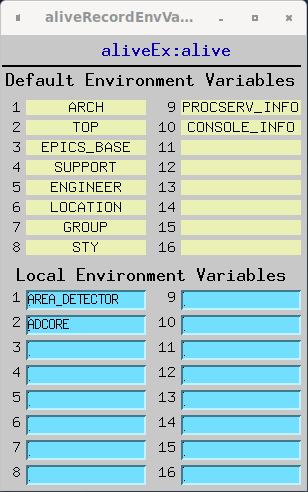 aliveRecordEnvVa...
aliveEx:alive
Default Environment Variables
1 ARCH 9 PROCSERV_INFO
2 TOP 10 CONSOLE_INFO
3 EPICS_BASE 11
4 SUPPORT 12
5 ENGINEER 13
6 LOCATION 14
7 GROUP 15
8 STY 16
Local Environment Variables
1 AREA_DETECTOR 9
2 ADCORE 10
3 11
4 12
5 13
6 14
7 15
8 16